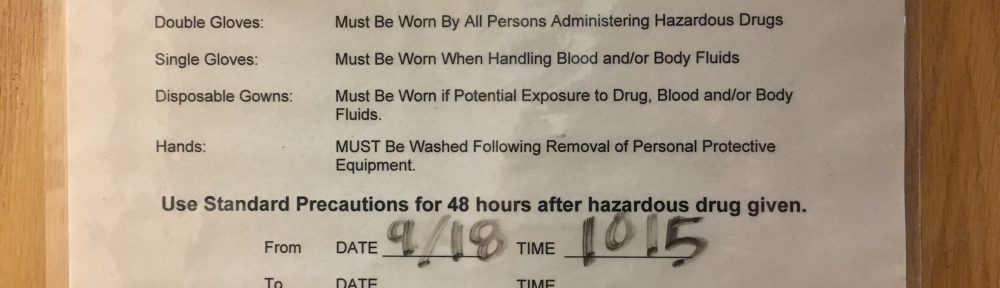 Double Gloves: Must Be Worn By All Persons Administering Hazardous Drugs
Single Gloves: Must Be Worn When Handling Blood and/or Body Fluids
Disposable Gowns: Must Be Worn if Potential Exposure to Drug, Blood and/or Body
Fluids.
Hands: MUST Be Washed Following Removal of Personal Protective
Equipment.
Use Standard Precautions for 48 hours after hazardous drug given.
From DATE 9/18 TIME 1015
To DATE TIME